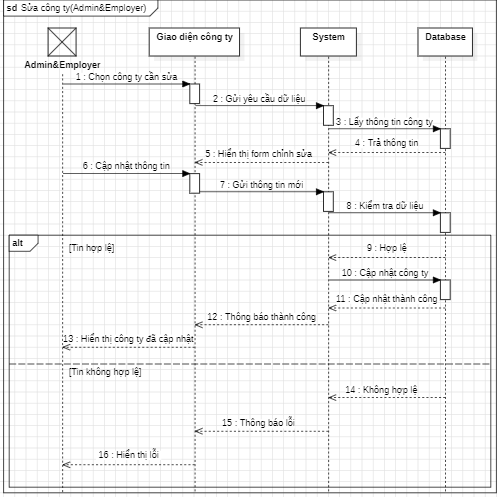 sd Sửa công ty(Admin&Employer)
Giao diện công ty
System
Database
Admin&Employer
1 : Chọn công ty cần sửa
2 : Gửi yêu cầu dữ liệu
3 : Lấy thông tin công ty
4 : Trả thông tin
5 : Hiển thị form chỉnh sửa
6 : Cập nhật thông tin
7 : Gửi thông tin mới
8 : Kiểm tra dữ liệu
alt
[Tin hợp lệ]
9 : Hợp lệ
10 : Cập nhật công ty
11 : Cập nhật thành công
12 : Thông báo thành công
13 : Hiển thị công ty đã cập nhật
[Tin không hợp lệ]
14 : Không hợp lệ
15 : Thông báo lỗi
16 : Hiển thị lỗi